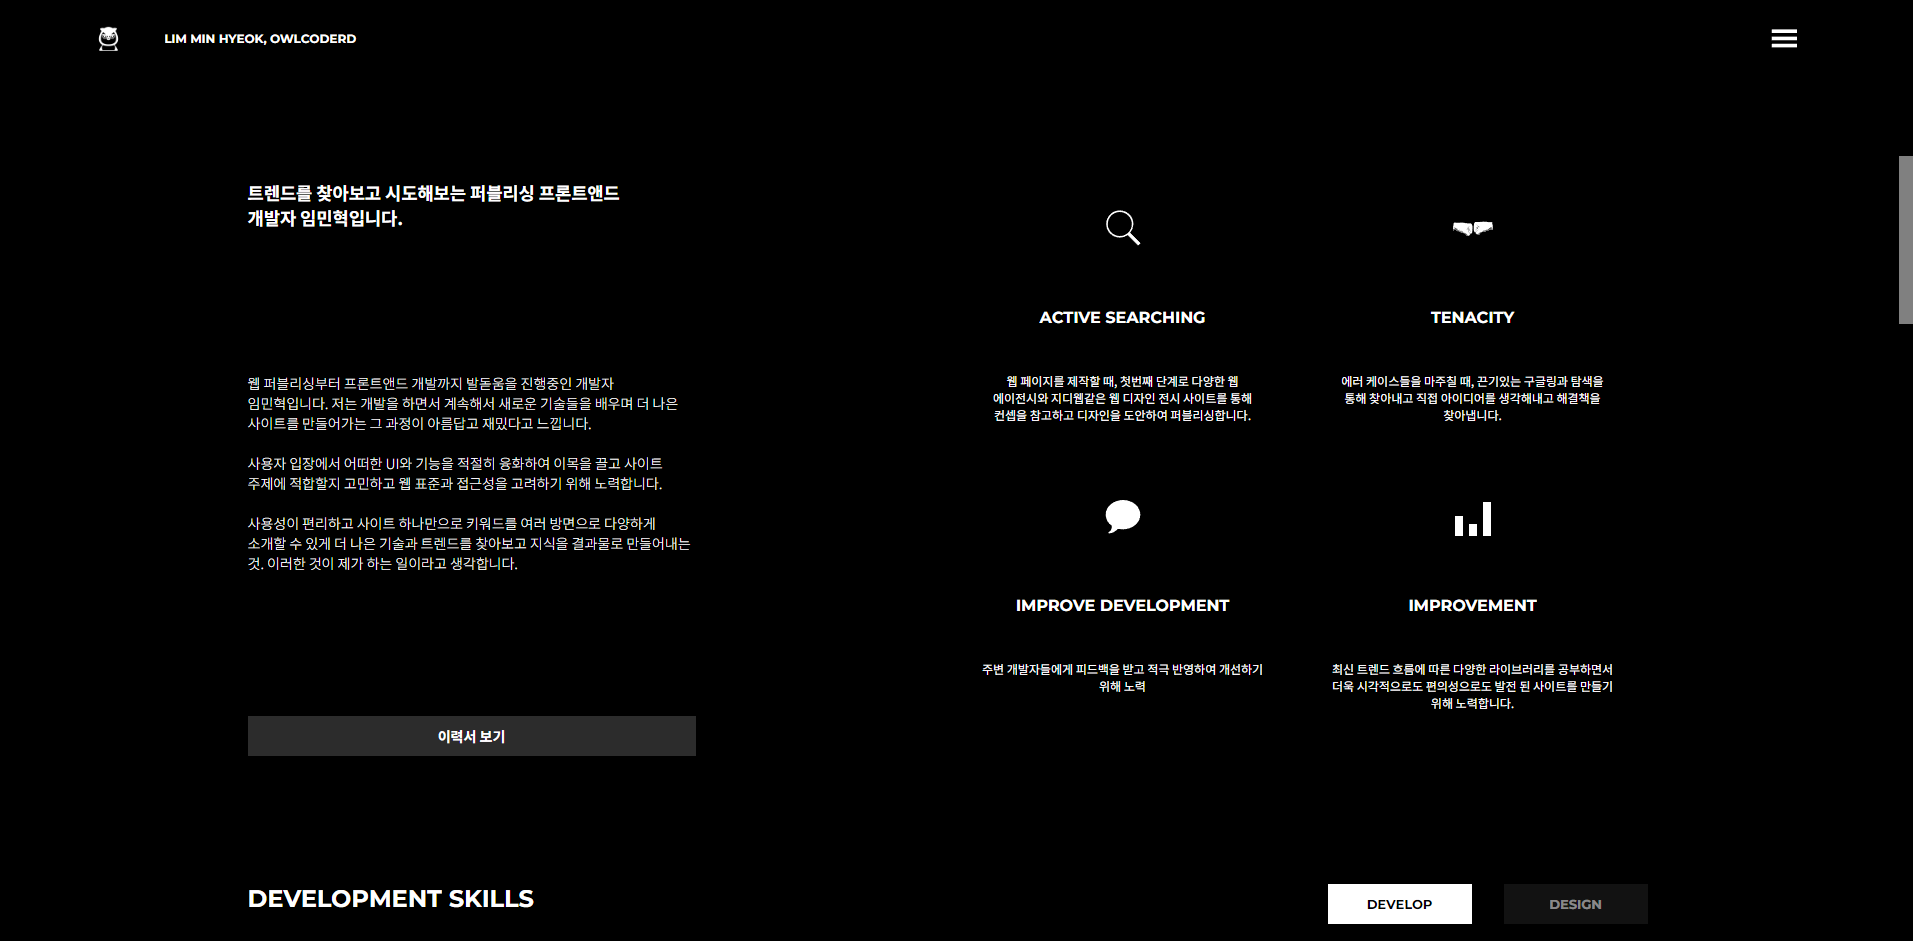 LIM MIN HYEOK, OWLCODERD
트렌드를 찾아보고 시도해보는 퍼블리싱 프론트앤드
개발자 임민혁입니다.
웹 퍼블리싱부터 프론트앤드 개발까지 발돋움을 진행중인 개발자
임민혁입니다. 저는 개발을 하면서 계속해서 새로운 기술들을 배우며 더 나은
사이트를 만들어가는 그 과정이 아름답고 재밌다고 느낍니다.
사용자 입장에서 어떠한 UI와 기능을 적절히 융화하여 이목을 끌고 사이트
주제에 적합할지 고민하고 웹 표준과 접근성을 고려하기 위해 노력합니다.
사용성이 편리하고 사이트 하나만으로 키워드를 여러 방면으로 다양하게
소개할 수 있게 더 나은 기술과 트렌드를 찾아보고 지식을 결과물로 만들어내는
것. 이러한 것이 제가 하는 일이라고 생각합니다.
이력서 보기
ACTIVE SEARCHING
웹 페이지를 제작할 때, 첫번째 단계로 다양한 웹
에이전시와 지디웹같은 웹 디자인 전시 사이트를 통해
컨셉을 참고하고 디자인을 도안하여 퍼블리싱합니다.
TENACITY
에러 케이스들을 마주칠 때, 끈기있는 구글링과 탐색을
통해 찾아내고 직접 아이디어를 생각해내고 해결책을
찾아냅니다.
IMPROVE DEVELOPMENT
주변 개발자들에게 피드백을 받고 적극 반영하여 개선하기
위해 노력
IMPROVEMENT
최신 트렌드 흐름에 따른 다양한 라이브러리를 공부하면서
더욱 시각적으로도 편의성으로도 발전 된 사이트를 만들기
위해 노력합니다.
DEVELOPMENT SKILLS
DEVELOP
DESIGN